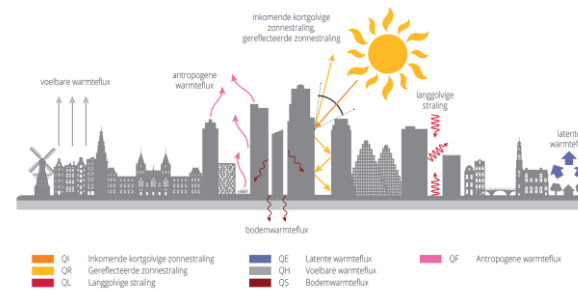 inkomende kortgolvige
zonnestraling,
gereflecteerde zonnestraling
voelbare warmteflux
antropogene
warmteflux
langgolvige
straling
latente
warmteflux
bodemwarmteflux
QI Inkomende kortgolvige zonnestraling
QR Gereflecteerde zonnestraling
QL Langgolvige straling
QE Latente warmteflux
QH Voelbare warmteflux
QS Bodemwarmteflux
QF Antropogene warmteflux